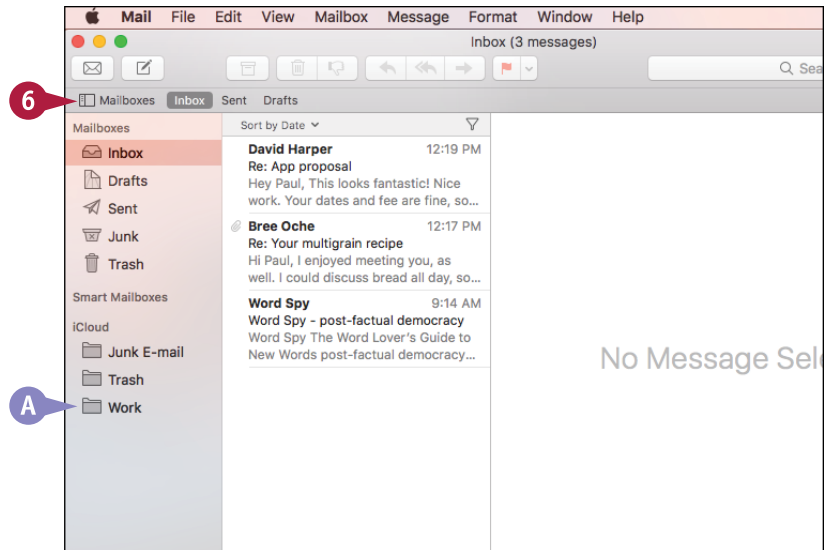 Mail File Edit View Mailbox Message Format Window Help
Inbox (3 messages)
Sea
6
Mailboxes Inbox Sent Drafts
Mailboxes
Inbox
Drafts
Sent
Junk
Trash
Smart Mailboxes
iCloud
Junk E-mail
Trash
A
Work
Sort by Date
David Harper 12:19 PM
Re: App proposal
Hey Paul, This looks fantastic! Nice
work. Your dates and fee are fine, so...
Bree Oche 12:17 PM
Re: Your multigrain recipe
Hi Paul, I enjoyed meeting you, as
well. I could discuss bread all day, so...
Word Spy 9:14 AM
Word Spy - post-factual democracy
Word Spy The Word Lover's Guide to
New Words post-factual democracy...
No Message Sele